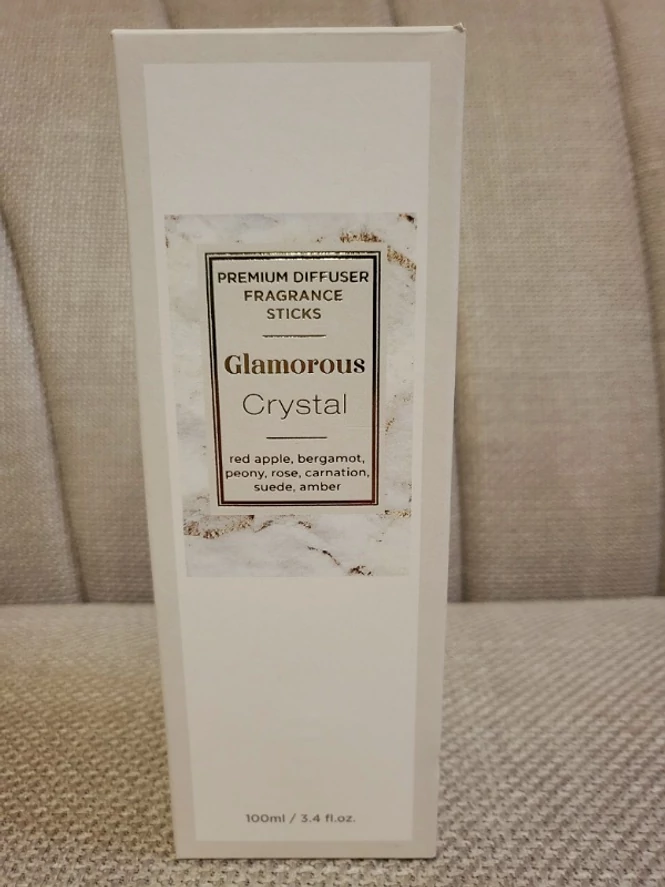 PREMIUM DIFFUSER
FRAGRANCE
STICKS
Glamorous
Crystal
red apple, bergamot,
peony, rose, carnation,
suede, amber
100ml / 3.4 fl.oz.